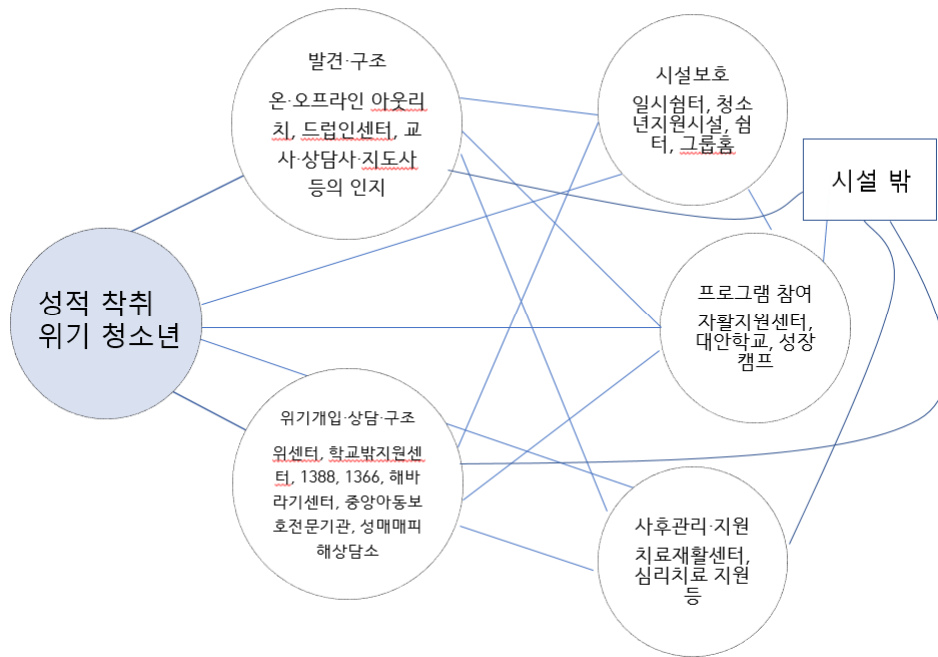 발견·구조
온·오프라인 아웃리
치, 드럽인센터, 교
사·상담사·지도사
등의 인지
시설보호
일시쉼터, 청소
년지원시설, 쉼
터, 그룹홈
시설 밖
성적 착취
위기 청소년
프로그램 참여
자활지원센터,
대안학교, 성장
캠프
위기개입·상담·구조
위센터, 학교밖지원센
터, 1388, 1366, 해바
라기센터, 중앙아동보
호전문기관, 성매매피
해상담소
사후관리·지원
치료재활센터,
심리치료 지원
등